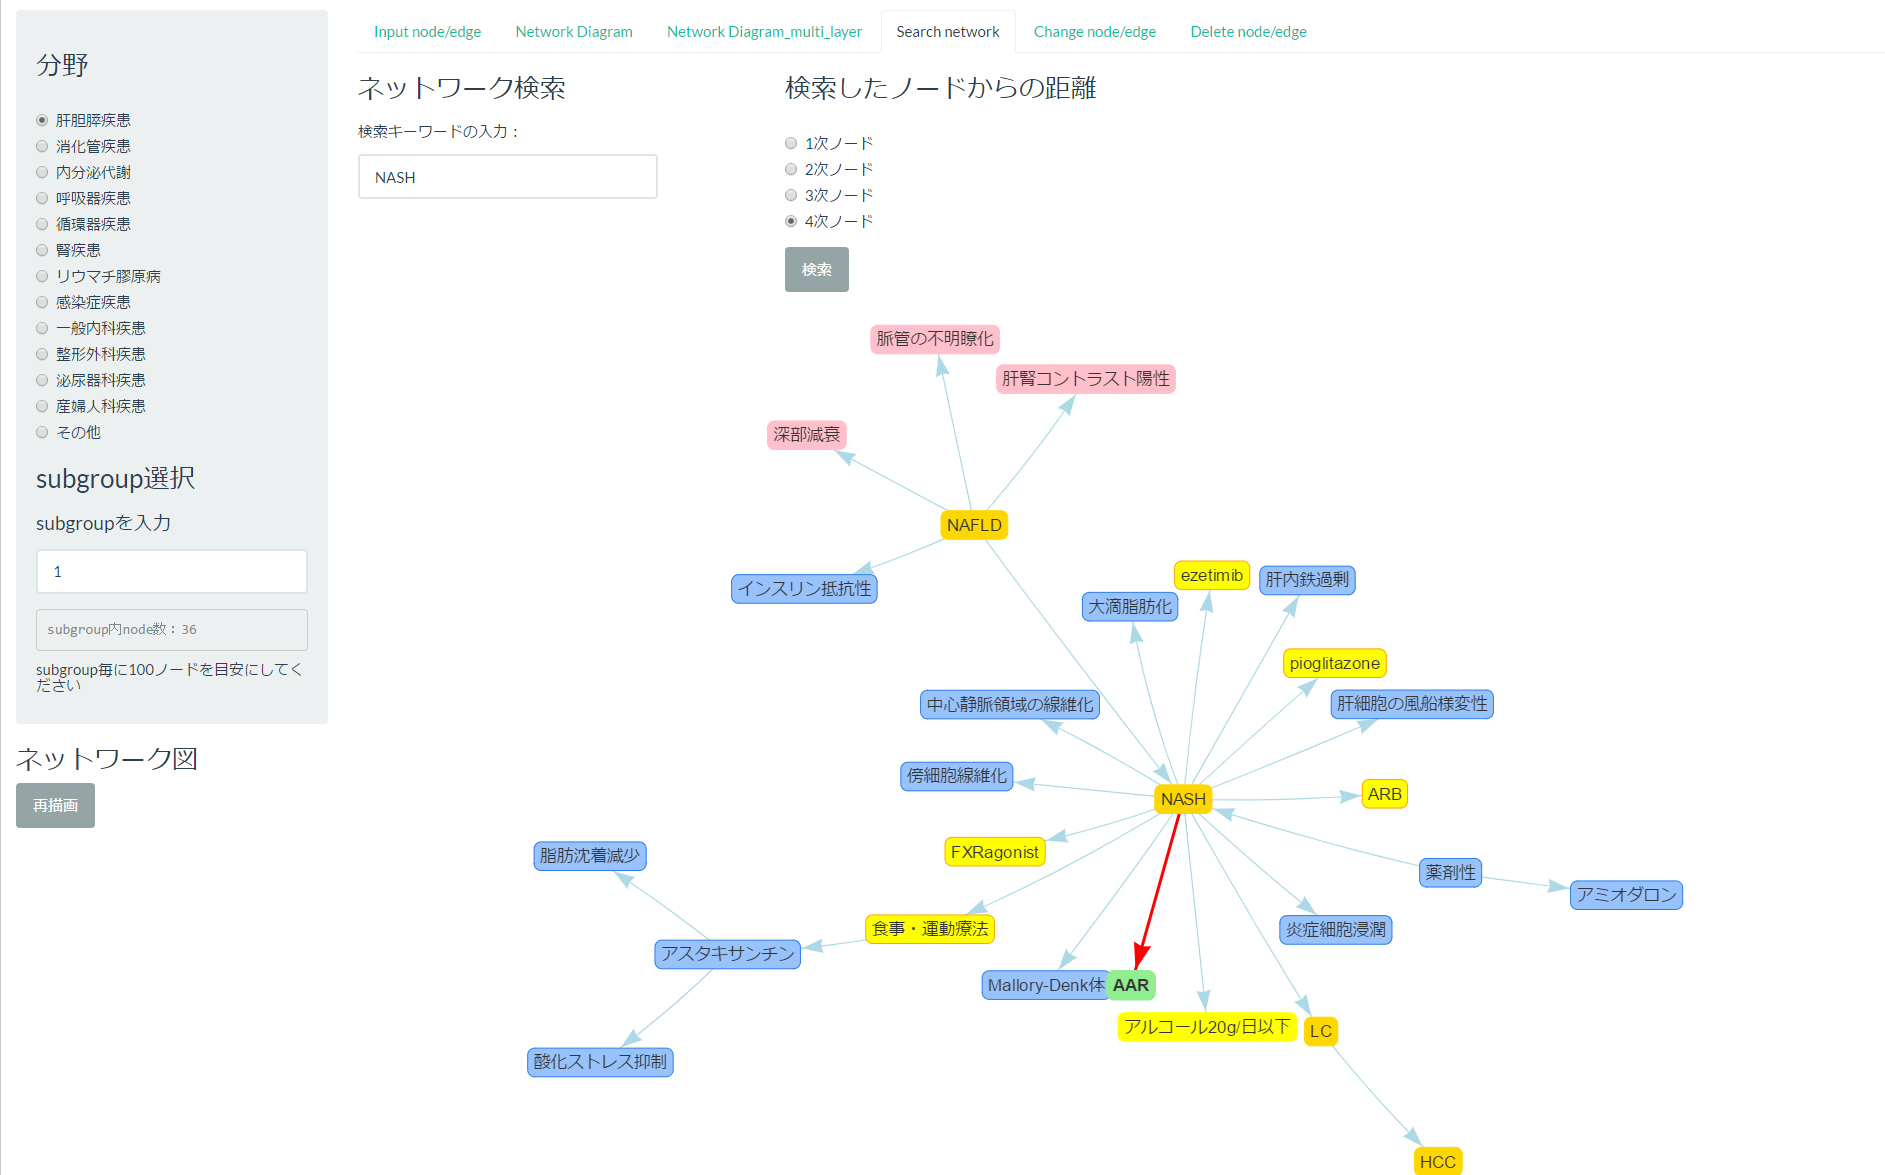 分野
肝胆膵疾患
消化管疾患
内分泌代謝
呼吸器疾患
循環器疾患
腎疾患
リウマチ膠原病
感染症疾患
一般内科疾患
整形外科疾患
泌尿器科疾患
産婦人科疾患
その他
subgroup選択
subgroupを入力
1
subgroup内node数：36
subgroup毎に100ノードを目安にしてく
ださい
ネットワーク図
再描画
Input node/edge
Network Diagram
Network Diagram_multi_layer
Search network
Change node/edge
Delete node/edge
ネットワーク検索
検索キーワードの入力：
NASH
検索したノードからの距離
1次ノード
2次ノード
3次ノード
4次ノード
検索
脈管の不明瞭化
肝腎コントラスト陽性
深部減衰
NAFLD
インスリン抵抗性
ezetimib
肝内鉄過剰
大滴脂肪化
pioglitazone
中心静脈領域の線維化
肝細胞の風船様変性
傍細胞線維化
NASH
ARB
FXRagonist
脂肪沈着減少
薬剤性
アミオダロン
食事・運動療法
炎症細胞浸潤
アスタキサンチン
Mallory-Denk体
AAR
アルコール20g/日以下
LC
酸化ストレス抑制
HCC